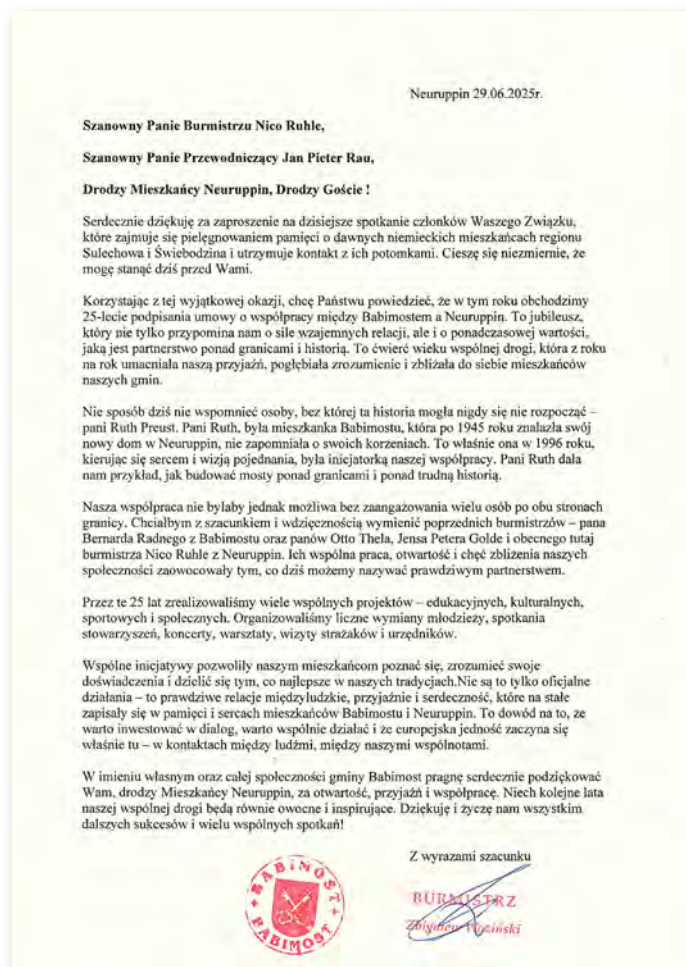 Neuruppin 29.06.2025r.
Szanowny Panie Burmistrzu Nico Ruhle,
Szanowny Panie Przewodniczący Jan Pieter Rau,
Drodzy Mieszkańcy Neuruppin, Drodzy Goście !
Serdecznie dziękuję za zaproszenie na dzisiejsze spotkanie członków Waszego Związku,
które zajmuje się pielęgnowaniem pamięci o dawnych niemieckich mieszkańcach regionu
Sulechowa i Świebodzina i utrzymuje kontakt z ich potomkami. Cieszę się niezmiernie, że
mogę stanąć dziś przed Wami.
Korzystając z tej wyjątkowej okazji, chcę Państwu powiedzieć, że w tym roku obchodzimy
25-lecie podpisania umowy o współpracy między Babimostem a Neuruppin. To jubileusz,
który nie tylko przypomina nam o sile wzajemnych relacji, ale i o ponadczasowej wartości,
jaką jest partnerstwo ponad granicami i historią. To ćwierć wieku wspólnej drogi, która z roku
na rok umacniała naszą przyjaźń, pogłębiała zrozumienie i zbliżała do siebie mieszkańców
naszych gmin.
Nie sposób dziś nie wspomnieć osoby, bez której ta historia mogła nigdy się nie rozpocząć –
pani Ruth Preust. Pani Ruth, była mieszkanka Babimostu, która po 1945 roku znalazła swój
nowy dom w Neuruppin, nie zapomniała o swoich korzeniach. To właśnie ona w 1996 roku,
kierując się sercem i wizją pojednania, była inicjatorką naszej współpracy. Pani Ruth dała
nam przykład, jak budować mosty ponad granicami i ponad trudną historią.
Nasza współpraca nie byłaby jednak możliwa bez zaangażowania wielu osób po obu stronach
granicy. Chciałbym z szacunkiem i wdzięcznością wymienić poprzednich burmistrzów – pana
Bernarda Radnego z Babimostu oraz panów Otto Thela, Jensa Petera Golde i obecnego tutaj
burmistrza Nico Ruhle z Neuruppin. Ich wspólna praca, otwartość i chęć zbliżenia naszych
społeczności zaowocowały tym, co dziś możemy nazywać prawdziwym partnerstwem.
Przez te 25 lat zrealizowaliśmy wiele wspólnych projektów – edukacyjnych, kulturalnych,
sportowych i społecznych. Organizowaliśmy liczne wymiany młodzieży, spotkania
stowarzyszeń, koncerty, warsztaty, wizyty strażaków i urzędników.
Wspólne inicjatywy pozwoliły naszym mieszkańcom poznać się, zrozumieć swoje
doświadczenia i dzielić się tym, co najlepsze w naszych tradycjach.Nie są to tylko oficjalne
działania – to prawdziwe relacje międzyludzkie, przyjaźnie i serdeczność, które na stałe
zapisały się w pamięci i sercach mieszkańców Babimostu i Neuruppin. To dowód na to, że
warto inwestować w dialog, warto wspólnie działać i że europejska jedność zaczyna się
właśnie tu – w kontaktach między ludźmi, między naszymi wspólnotami.
W imieniu własnym oraz całej społeczności gminy Babimost pragnę serdecznie podziękować
Wam, drodzy Mieszkańcy Neuruppin, za otwartość, przyjaźń i współpracę. Niech kolejne lata
naszej wspólnej drogi będą równie owocne i inspirujące. Dziękuję i życzę nam wszystkim
dalszych sukcesów i wielu wspólnych spotkań!
Z wyrazami szacunku
BABIMOST
BABIMOST
BURMISTRZ
Zbigniew Woziński